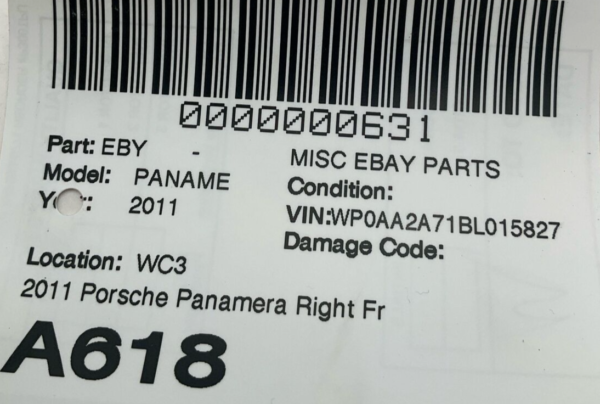 0000000631
Part: EBY - MISC EBAY PARTS
Model: PANAME Condition:
Y r: 2011 VIN:WP0AA2A71BL015827
Damage Code:
Location: WC3
2011 Porsche Panamera Right Fr
A618